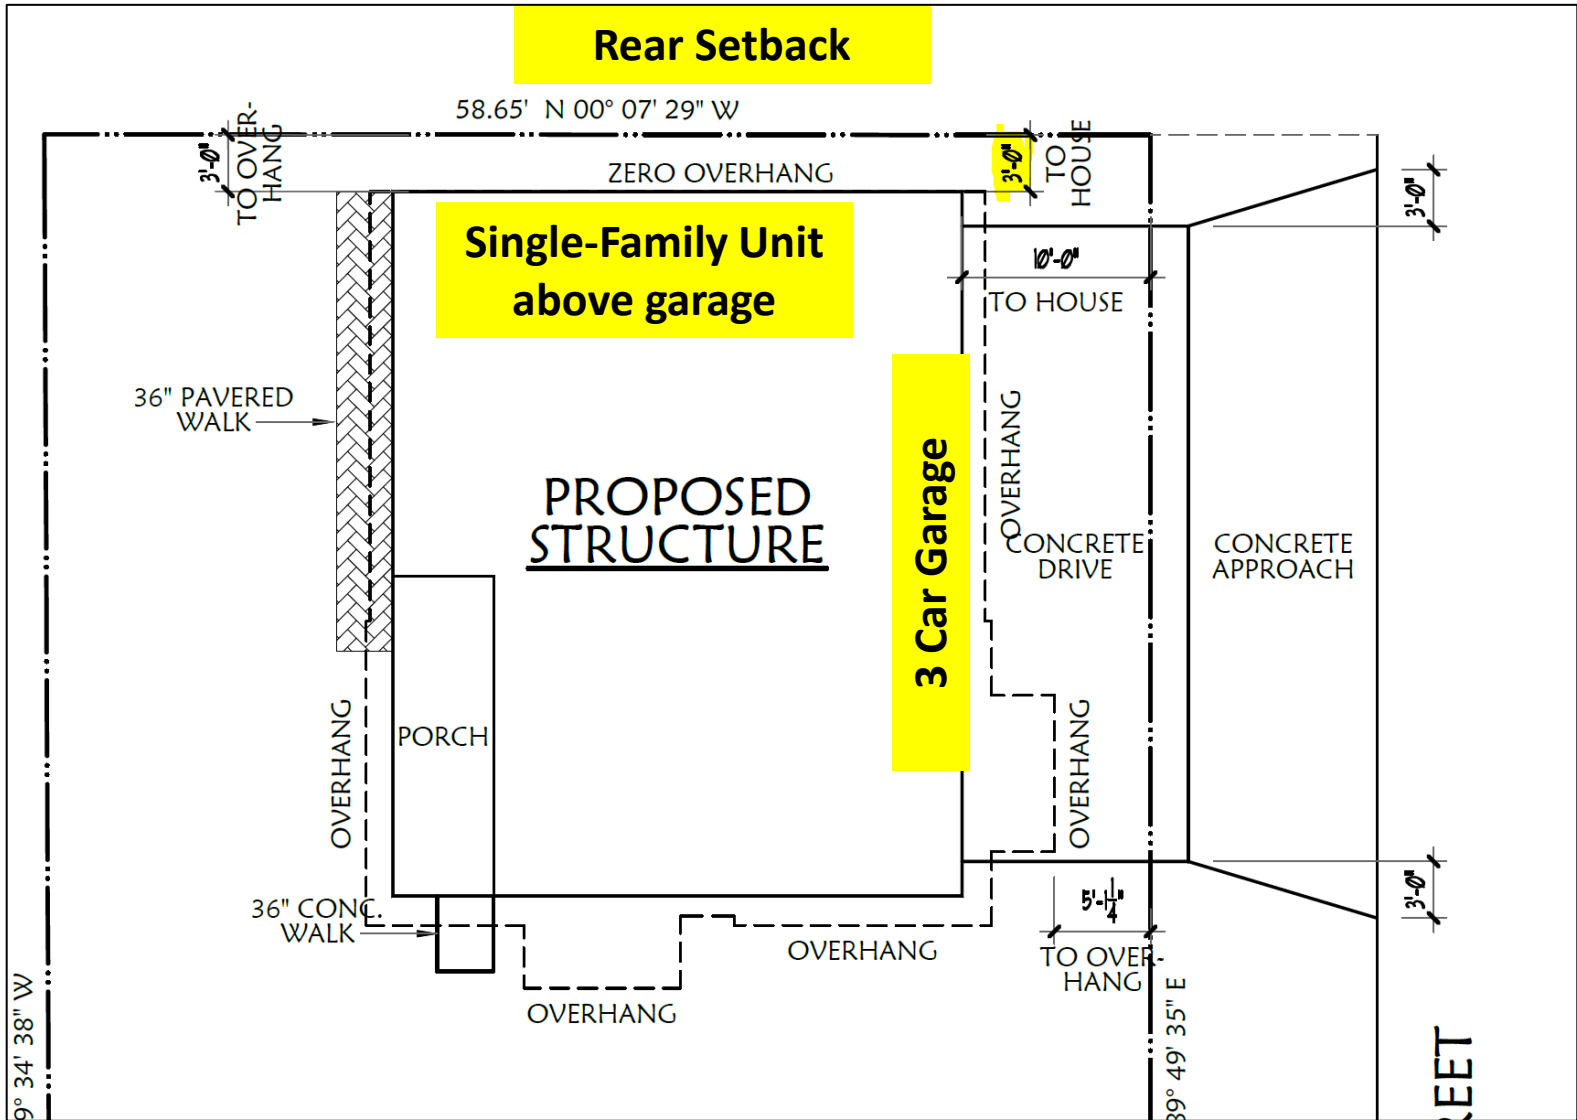 Rear Setback
58.65' N 00° 07' 29" W
TO OVER-
HANG
3'-0"
ZERO OVERHANG
3'-0"
TO
HOUSE
3'-0"
Single-Family Unit
above garage
10'-0"
TO HOUSE
36" PAVERED
WALK
OVERHANG
3 Car Garage
PROPOSED
STRUCTURE
CONCRETE
DRIVE
CONCRETE
APPROACH
OVERHANG
PORCH
OVERHANG
36" CONC.
WALK
5'-1 1/4"
3'-0"
OVERHANG
TO OVER-
HANG
OVERHANG
9° 34' 38" W
39° 49' 35" E
REET